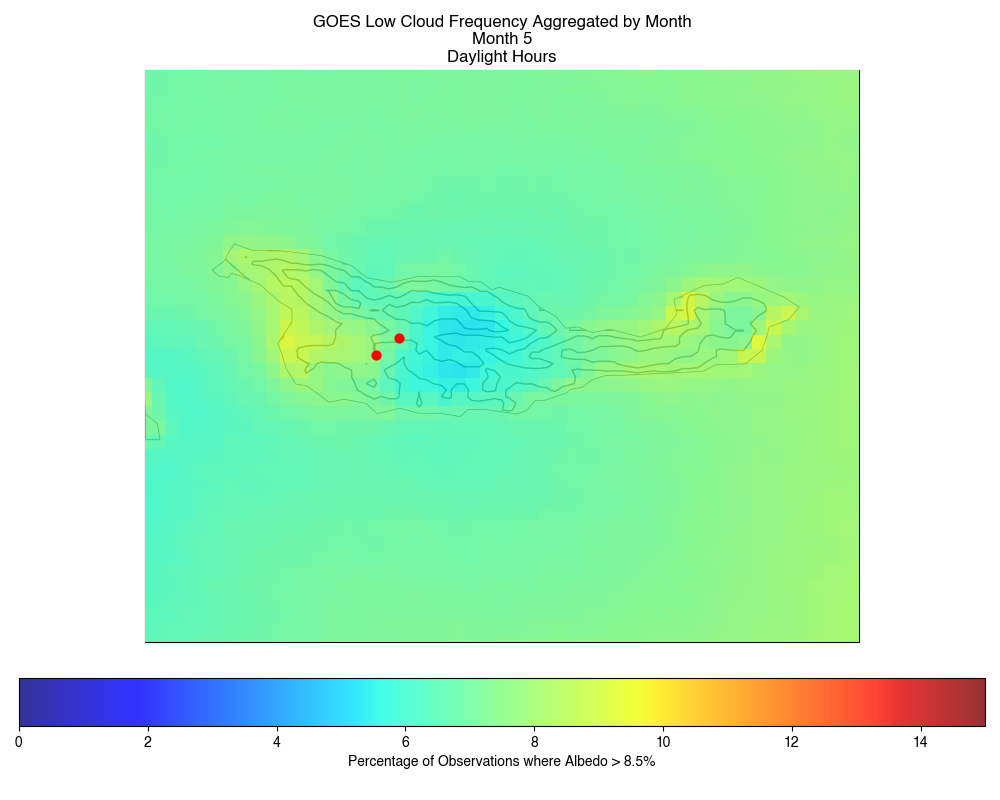 GOES Low Cloud Frequency Aggregated by Month
Month 5
Daylight Hours
0 2 4 6 8 10 12 14
Percentage of Observations where Albedo > 8.5%